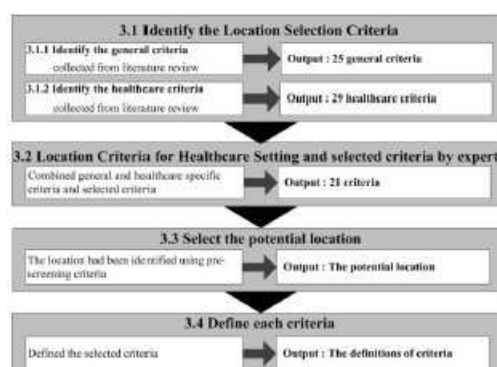 3.1 Identify the Location Selection Criteria
3.1.1 Identify the general criteria
collected from literature review
Output : 25 general criteria
3.1.2 Identify the healthcare criteria
collected from literature review
Output : 29 healthcare criteria
3.2 Location Criteria for Healthcare Setting and selected criteria by expert
Combined general and healthcare specific
criteria and selected criteria
Output : 21 criteria
3.3 Select the potential location
The location had been identified using pre-
screening criteria
Output : The potential location
3.4 Define each criteria
Defined the selected criteria
Output : The definitions of criteria